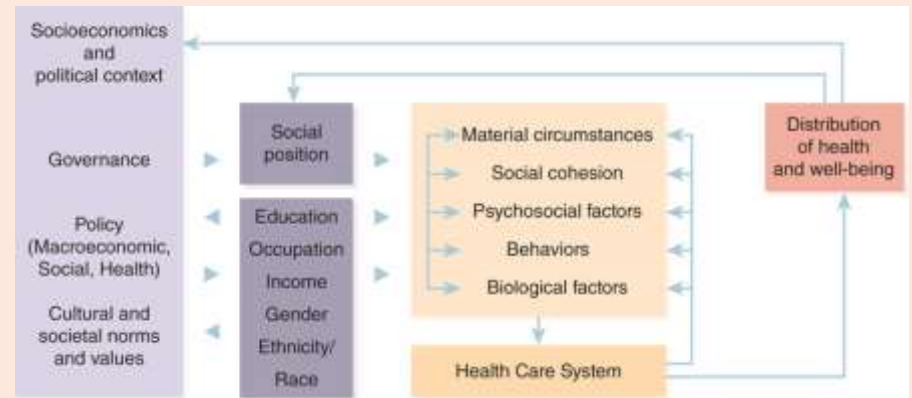 Socioeconomics
and
political context
Governance
Policy
(Macroeconomic,
Social, Health)
Cultural and
societal norms
and values
Social
position
Education
Occupation
Income
Gender
Ethnicity/
Race
Material circumstances
Social cohesion
Psychosocial factors
Behaviors
Biological factors
Health Care System
Distribution
of health
and well-being